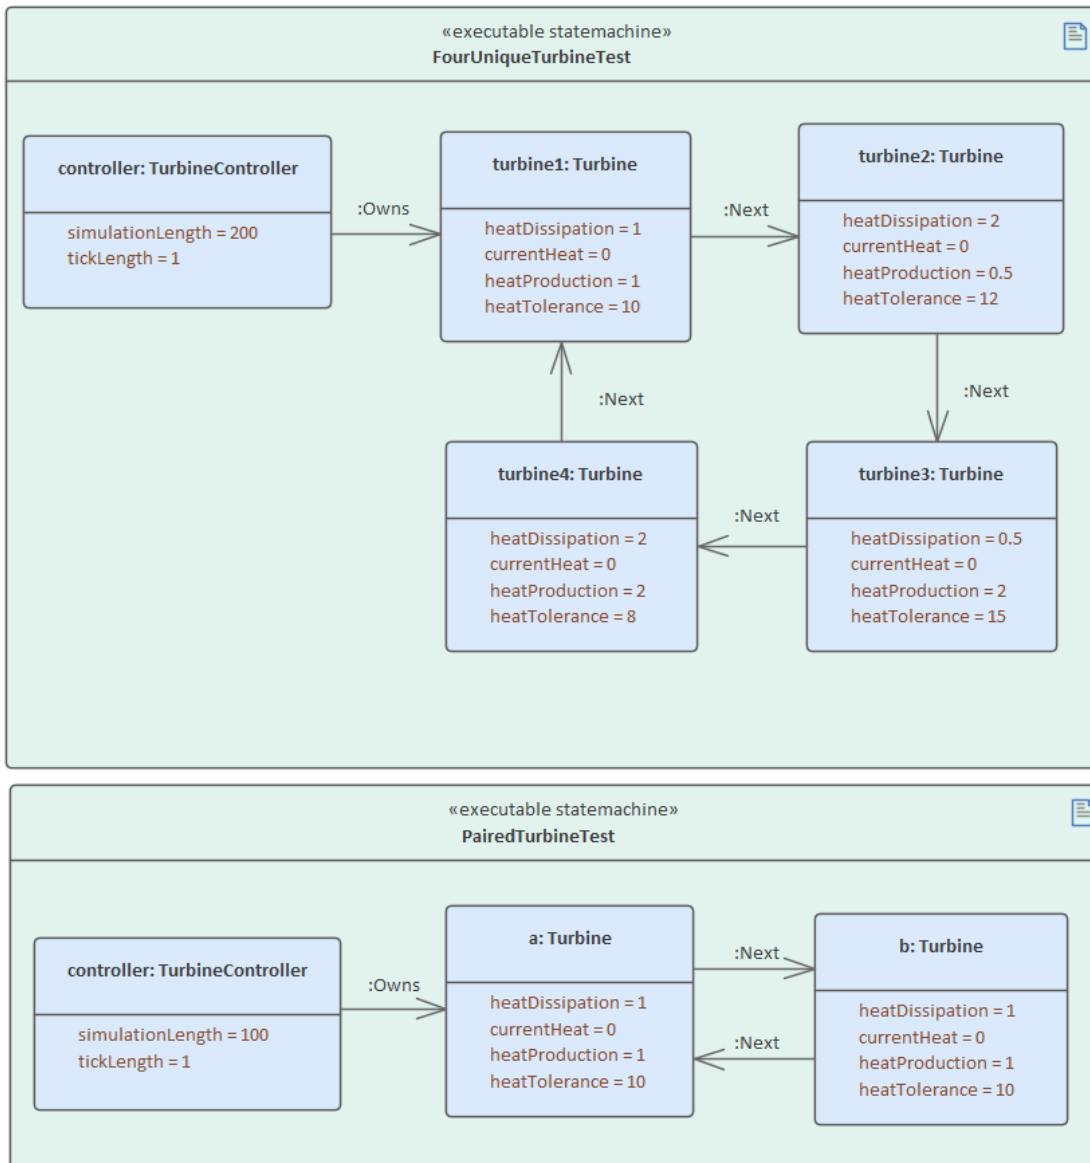 «executable statemachine»
FourUniqueTurbineTest
controller: TurbineController
simulationLength = 200
tickLength = 1
:Owns
turbine1: Turbine
heatDissipation = 1
currentHeat = 0
heatProduction = 1
heatTolerance = 10
:Next
turbine2: Turbine
heatDissipation = 2
currentHeat = 0
heatProduction = 0.5
heatTolerance = 12
:Next
:Next
turbine4: Turbine
heatDissipation = 2
currentHeat = 0
heatProduction = 2
heatTolerance = 8
:Next
turbine3: Turbine
heatDissipation = 0.5
currentHeat = 0
heatProduction = 2
heatTolerance = 15
«executable statemachine»
PairedTurbineTest
controller: TurbineController
simulationLength = 100
tickLength = 1
:Owns
a: Turbine
heatDissipation = 1
currentHeat = 0
heatProduction = 1
heatTolerance = 10
:Next
:Next
b: Turbine
heatDissipation = 1
currentHeat = 0
heatProduction = 1
heatTolerance = 10